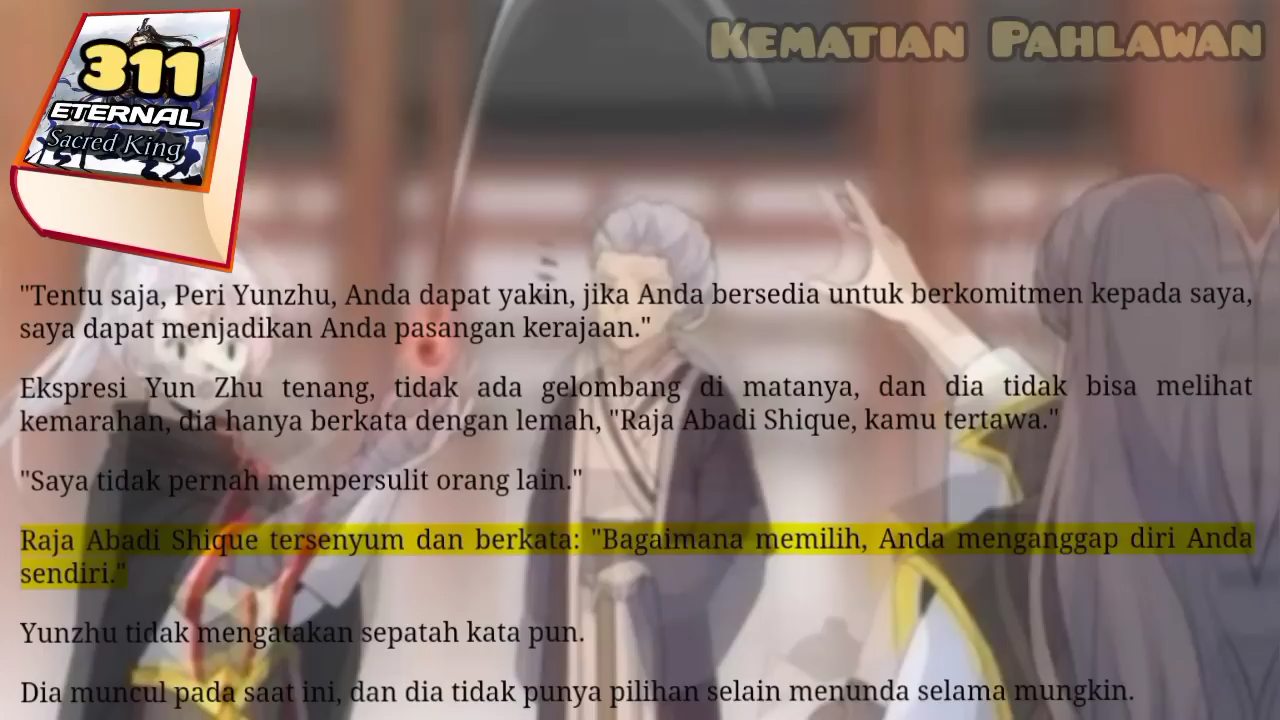 Kematian Pahlawan
311
ETERNAL
Sacred King
"Tentu saja, Peri Yunzhu, Anda dapat yakin, jika Anda bersedia untuk berkomitmen kepada saya,
saya dapat menjadikan Anda pasangan kerajaan."
Ekspresi Yun Zhu tenang, tidak ada gelombang di matanya, dan dia tidak bisa melihat
kemarahan, dia hanya berkata dengan lemah, "Raja Abadi Shique, kamu tertawa."
"Saya tidak pernah mempersulit orang lain."
Raja Abadi Shique tersenyum dan berkata: "Bagaimana memilih, Anda menganggap diri Anda
sendiri."
Yunzhu tidak mengatakan sepatah kata pun.
Dia muncul pada saat ini, dan dia tidak punya pilihan selain menunda selama mungkin.